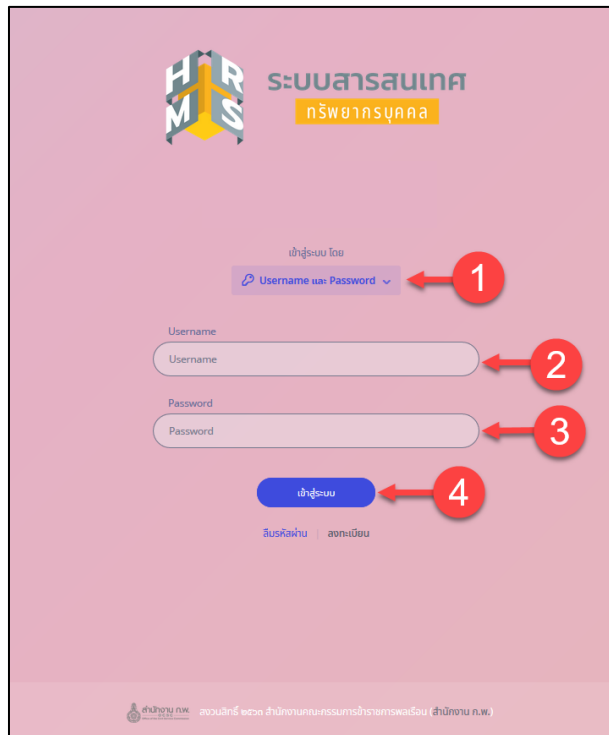 HR
MS
ระบบสารสนเทศ
ทรัพยากรบุคคล
เข้าสู่ระบบ โดย
Username และ Password
1
Username
Username
2
Password
Password
3
เข้าสู่ระบบ
4
ลืมรหัสผ่าน | ลงทะเบียน
สำนักงาน ก.พ. สงวนลิขสิทธิ์ ๒๕๖๓ สำนักงานคณะกรรมการข้าราชการพลเรือน (สำนักงาน ก.พ.)